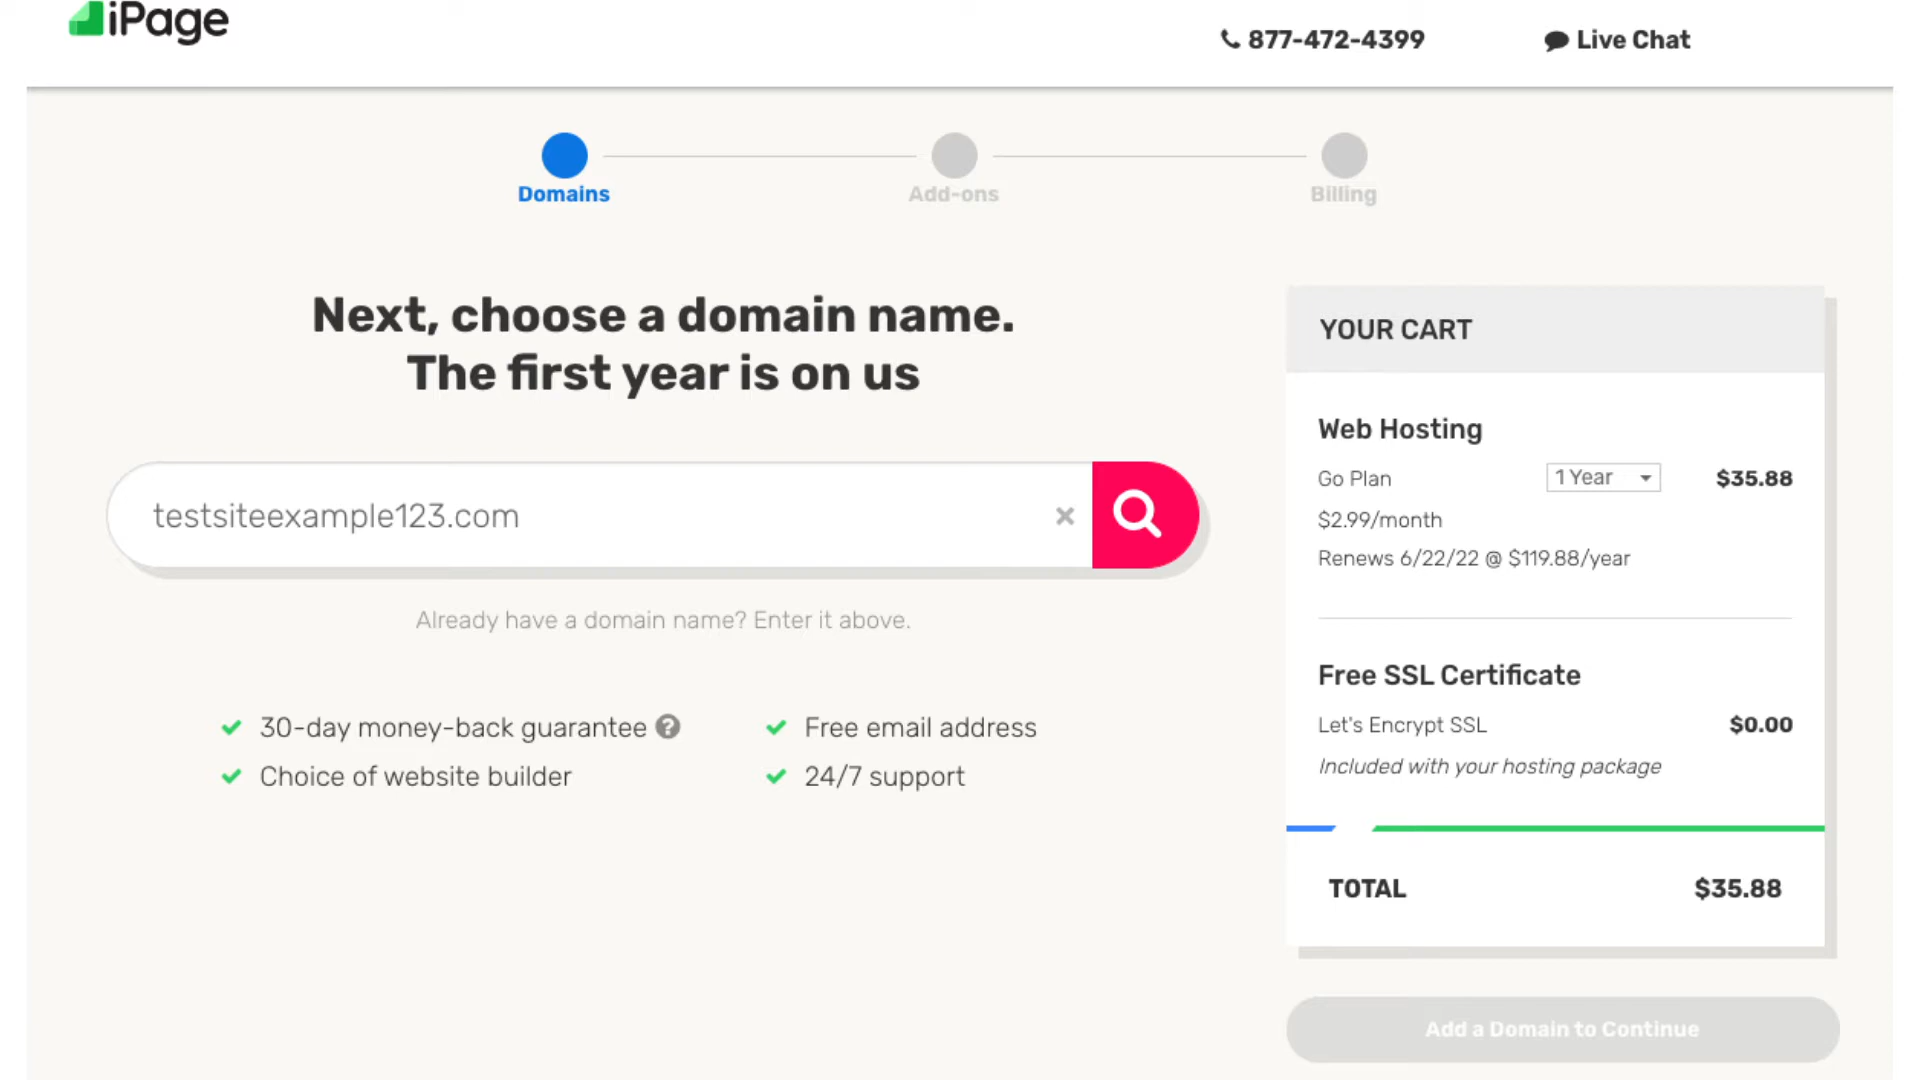 iPage
877-472-4399
Live Chat
Domains
Add-ons
Billing
Next, choose a domain name.
The first year is on us
testsiteexample123.com
Already have a domain name? Enter it above.
30-day money-back guarantee
Free email address
Choice of website builder
24/7 support
YOUR CART
Web Hosting
Go Plan 1 Year $35.88
$2.99/month
Renews 6/22/22 @ $119.88/year
Free SSL Certificate
Let's Encrypt SSL $0.00
Included with your hosting package
TOTAL $35.88
Add a Domain to Continue